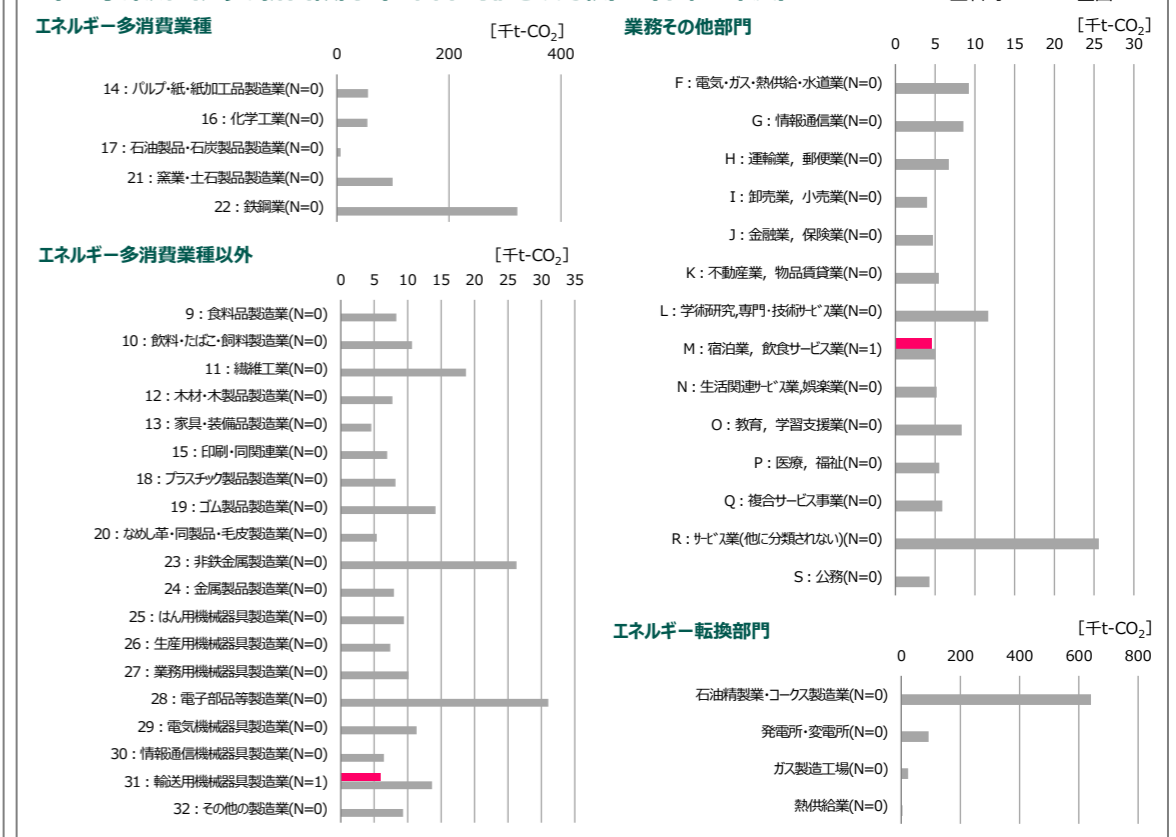 エネルギー多消費業種
[千t-CO2]
0 200 400
14：パルプ・紙・紙加工品製造業(N=0)
16：化学工業(N=0)
17：石油製品・石炭製品製造業(N=0)
21：窯業・土石製品製造業(N=0)
22：鉄鋼業(N=0)
エネルギー多消費業種以外
[千t-CO2]
0 5 10 15 20 25 30 35
9：食料品製造業(N=0)
10：飲料・たばこ・飼料製造業(N=0)
11：繊維工業(N=0)
12：木材・木製品製造業(N=0)
13：家具・装備品製造業(N=0)
15：印刷・同関連業(N=0)
18：プラスチック製品製造業(N=0)
19：ゴム製品製造業(N=0)
20：なめし革・同製品・毛皮製造業(N=0)
23：非鉄金属製造業(N=0)
24：金属製品製造業(N=0)
25：はん用機械器具製造業(N=0)
26：生産用機械器具製造業(N=0)
27：業務用機械器具製造業(N=0)
28：電子部品等製造業(N=0)
29：電気機械器具製造業(N=0)
30：情報通信機械器具製造業(N=0)
31：輸送用機械器具製造業(N=1)
32：その他の製造業(N=0)
業務その他部門
[千t-CO2]
0 5 10 15 20 25 30
F：電気・ガス・熱供給・水道業(N=0)
G：情報通信業(N=0)
H：運輸業，郵便業(N=0)
I：卸売業，小売業(N=0)
J：金融業，保険業(N=0)
K：不動産業，物品賃貸業(N=0)
L：学術研究,専門・技術ｻｰﾋﾞｽ業(N=0)
M：宿泊業，飲食サービス業(N=1)
N：生活関連ｻｰﾋﾞｽ業,娯楽業(N=0)
O：教育，学習支援業(N=0)
P：医療，福祉(N=0)
Q：複合サービス事業(N=0)
R：ｻｰﾋﾞｽ業(他に分類されない)(N=0)
S：公務(N=0)
エネルギー転換部門
[千t-CO2]
0 200 400 600 800
石油精製業・コークス製造業(N=0)
発電所・変電所(N=0)
ガス製造工場(N=0)
熱供給業(N=0)